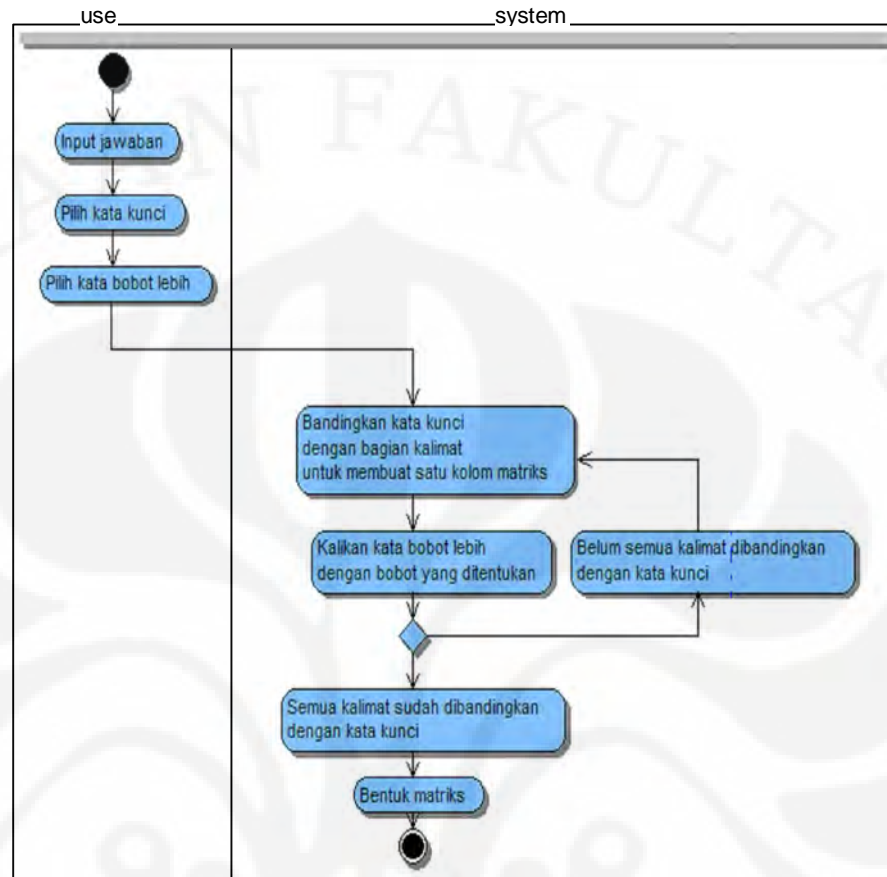 use
system
Input jawaban
Pilih kata kunci
Pilih kata bobot lebih
Bandingkan kata kunci
dengan bagian kalimat
untuk membuat satu kolom matriks
Kalikan kata bobot lebih
dengan bobot yang ditentukan
Belum semua kalimat dibandingkan
dengan kata kunci
Semua kalimat sudah dibandingkan
dengan kata kunci
Bentuk matriks